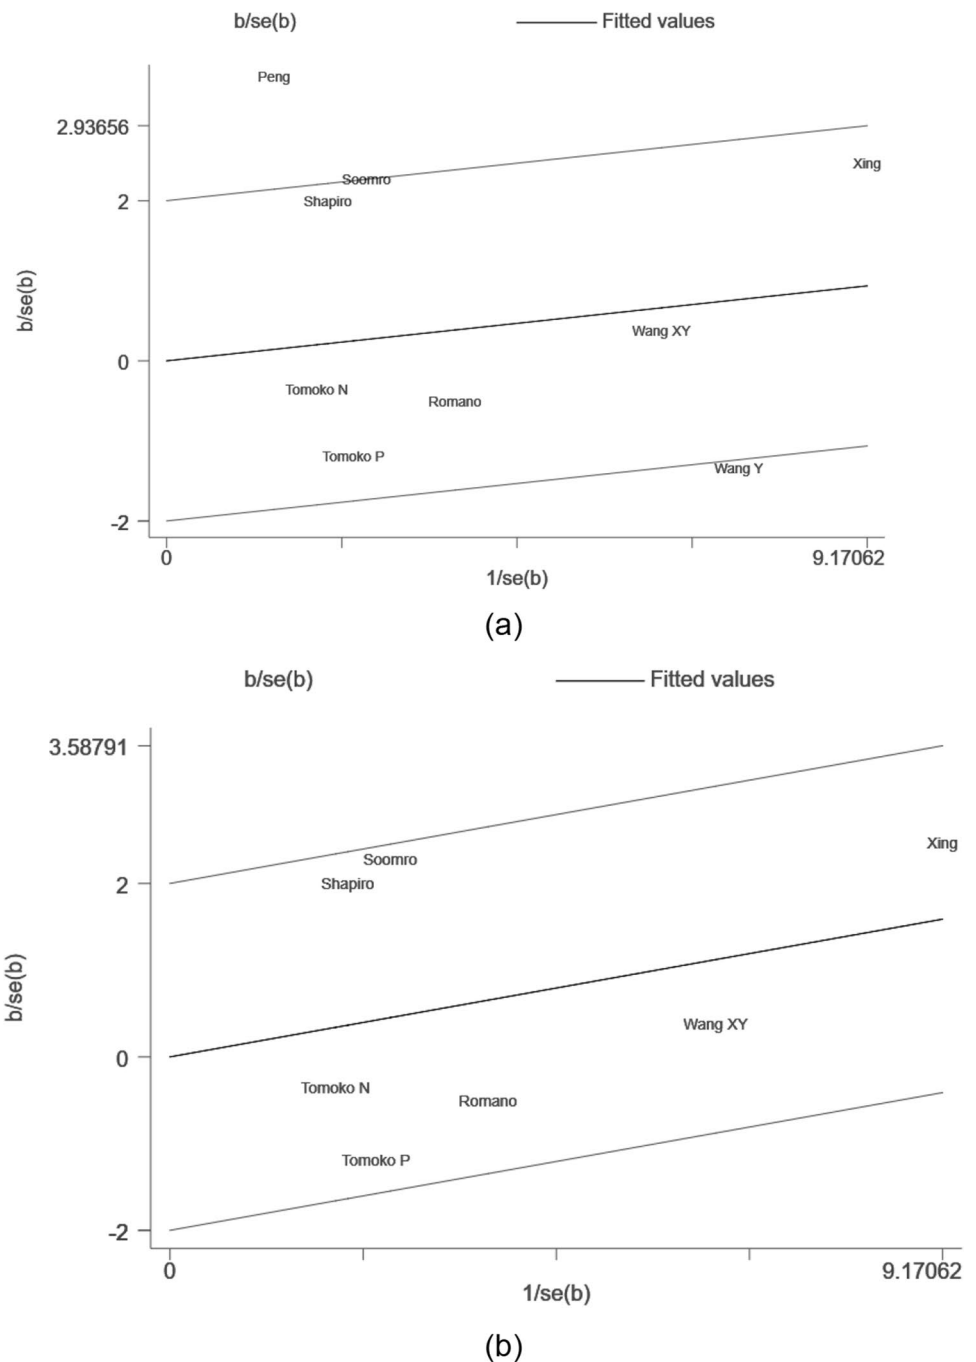 b/se(b) Fitted values
Peng
2.93656
Xing
Soomro
2
Shapiro
b/se(b)
Wang XY
0
Tomoko N
Romano
Tomoko P
Wang Y
-2
0 9.17062
1/se(b)
(a)
b/se(b) Fitted values
3.58791
Xing
Soomro
2
Shapiro
b/se(b)
Wang XY
0
Tomoko N
Romano
Tomoko P
-2
0 9.17062
1/se(b)
(b)